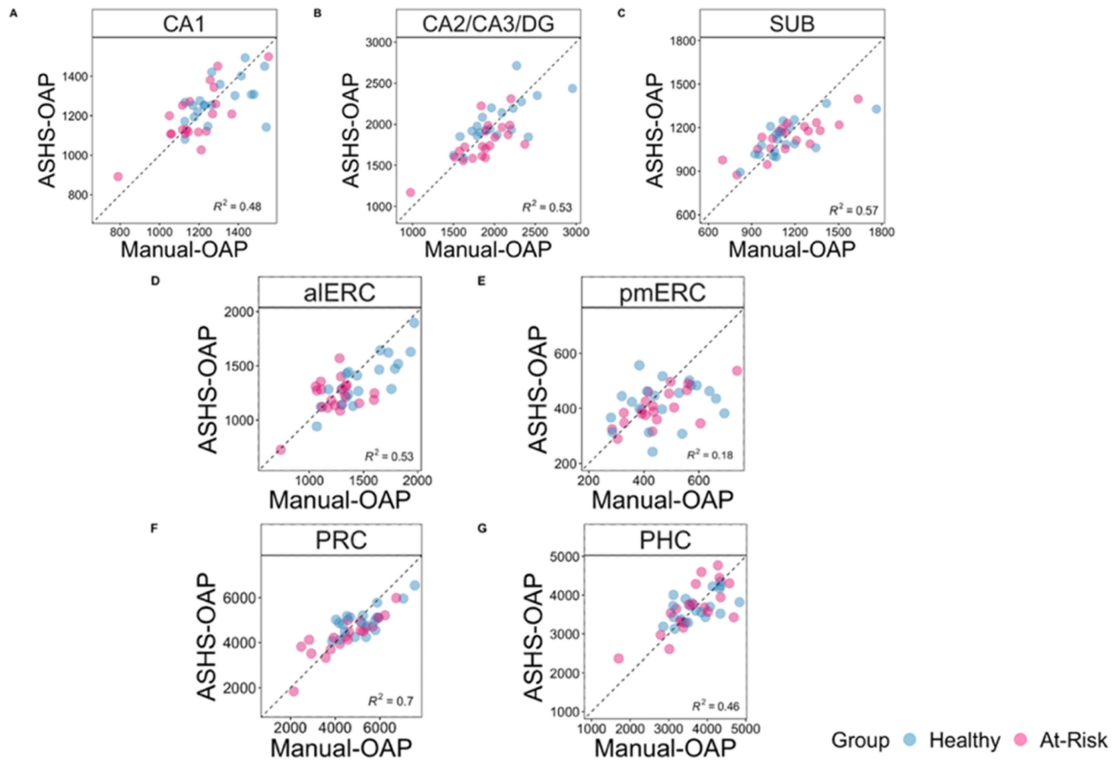 A B C
CA1 CA2/CA3/DG SUB
ASHS-OAP ASHS-OAP ASHS-OAP
1400 1200 1000 800
3000 2500 2000 1500 1000
1800 1500 1200 900 600
R² = 0.48 R² = 0.53 R² = 0.57
800 1000 1200 1400
1000 1500 2000 2500 3000
600 900 1200 1500 1800
Manual-OAP Manual-OAP Manual-OAP
D E
alERC pmERC
ASHS-OAP ASHS-OAP
2000 1500 1000
600 400 200
R² = 0.53 R² = 0.18
1000 1500 2000
200 400 600
Manual-OAP Manual-OAP
F G
PRC PHC
ASHS-OAP ASHS-OAP
6000 4000 2000
5000 4000 3000 2000 1000
R² = 0.7 R² = 0.46
2000 4000 6000
1000 2000 3000 4000 5000
Manual-OAP Manual-OAP
Group Healthy At-Risk